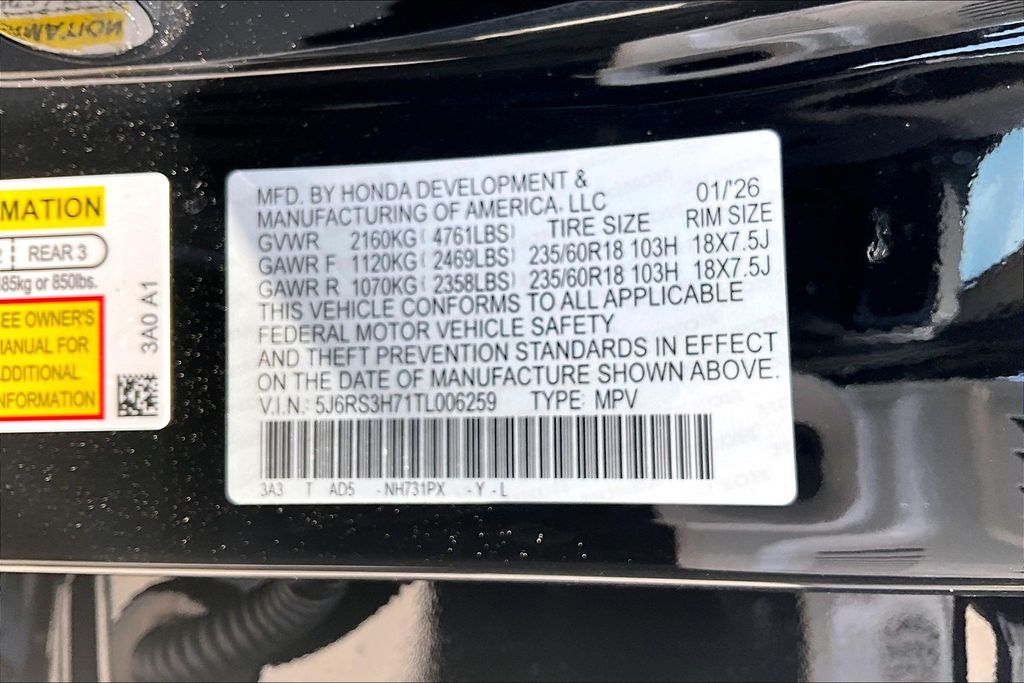 MATION
REAR 3
385kg or 850lbs.
SEE OWNER'S
MANUAL FOR
ADDITIONAL
INFORMATION
3A0 A1
MFD. BY HONDA DEVELOPMENT &
MANUFACTURING OF AMERICA, LLC 01/'26
GVWR 2160KG( 4761LBS) TIRE SIZE RIM SIZE
GAWR F 1120KG( 2469LBS) 235/60R18 103H 18X7.5J
GAWR R 1070KG( 2358LBS) 235/60R18 103H 18X7.5J
THIS VEHICLE CONFORMS TO ALL APPLICABLE
FEDERAL MOTOR VEHICLE SAFETY
AND THEFT PREVENTION STANDARDS IN EFFECT
ON THE DATE OF MANUFACTURE SHOWN ABOVE.
V.I.N.: 5J6RS3H71TL006259 TYPE: MPV
3A3 T AD5 -NH731PX -Y -L